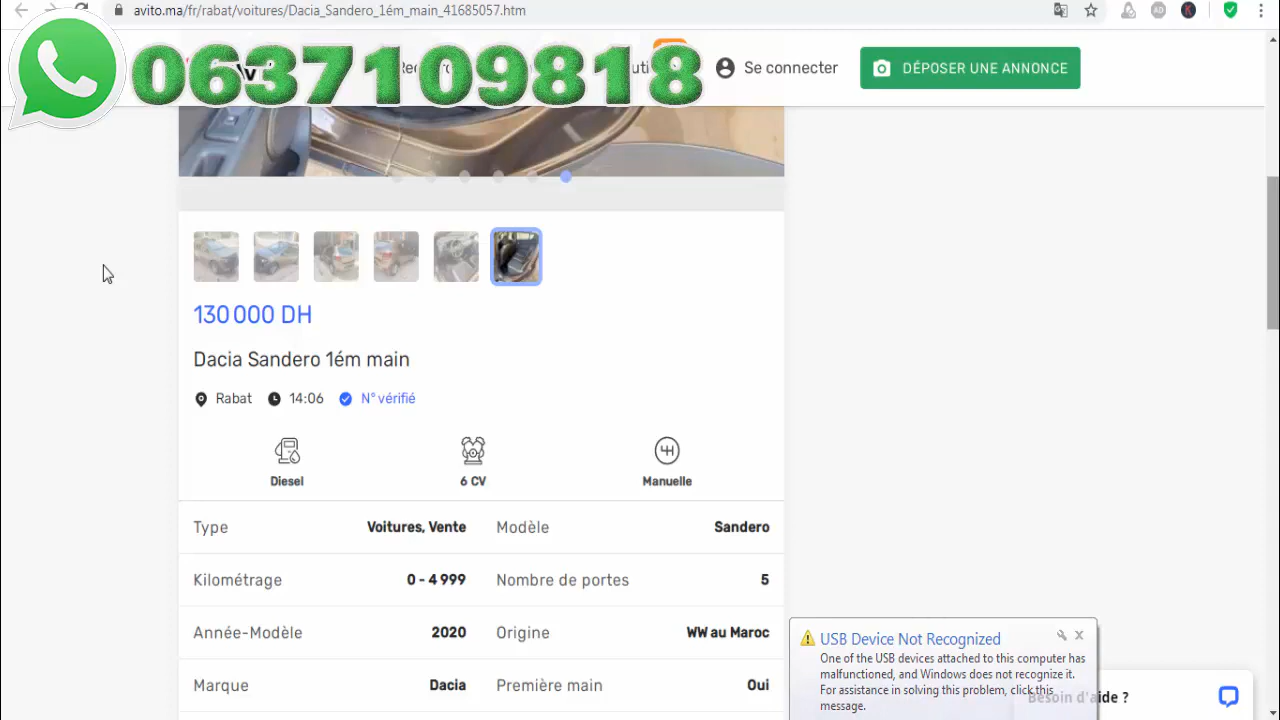 avito.ma/fr/rabat/voitures/Dacia_Sandero_1ém_main_41685057.htm
0637109818
Se connecter
DÉPOSER UNE ANNONCE
130 000 DH
Dacia Sandero 1ém main
Rabat 14:06 N° vérifié
Diesel 6 CV Manuelle
Type Voitures, Vente Modèle Sandero
Kilométrage 0 - 4 999 Nombre de portes 5
Année-Modèle 2020 Origine WW au Maroc
Marque Dacia Première main Oui
USB Device Not Recognized
One of the USB devices attached to this computer has
malfunctioned, and Windows does not recognize it.
For assistance in solving this problem, click this
message.
Besoin d'aide ?